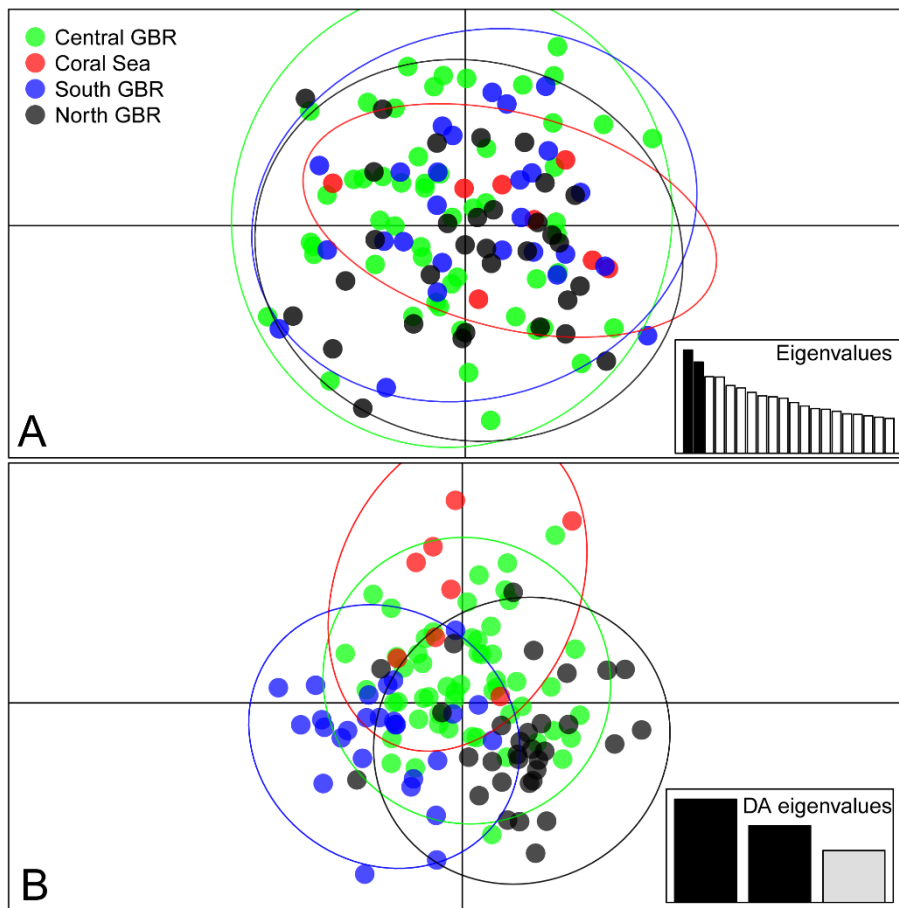 Central GBR
Coral Sea
South GBR
North GBR
Eigenvalues
A
DA eigenvalues
B